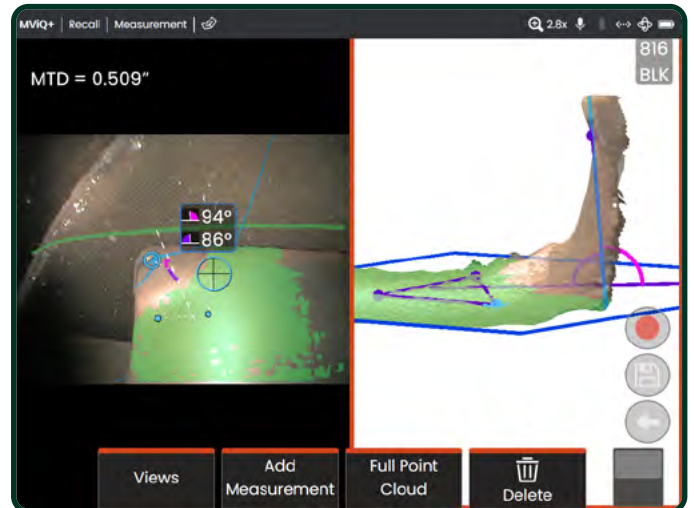 MViQ+ | Recall | Measurement |
2.8x
816
BLK
MTD = 0.509"
94°
86°
Views
Add
Measurement
Full Point
Cloud
Delete